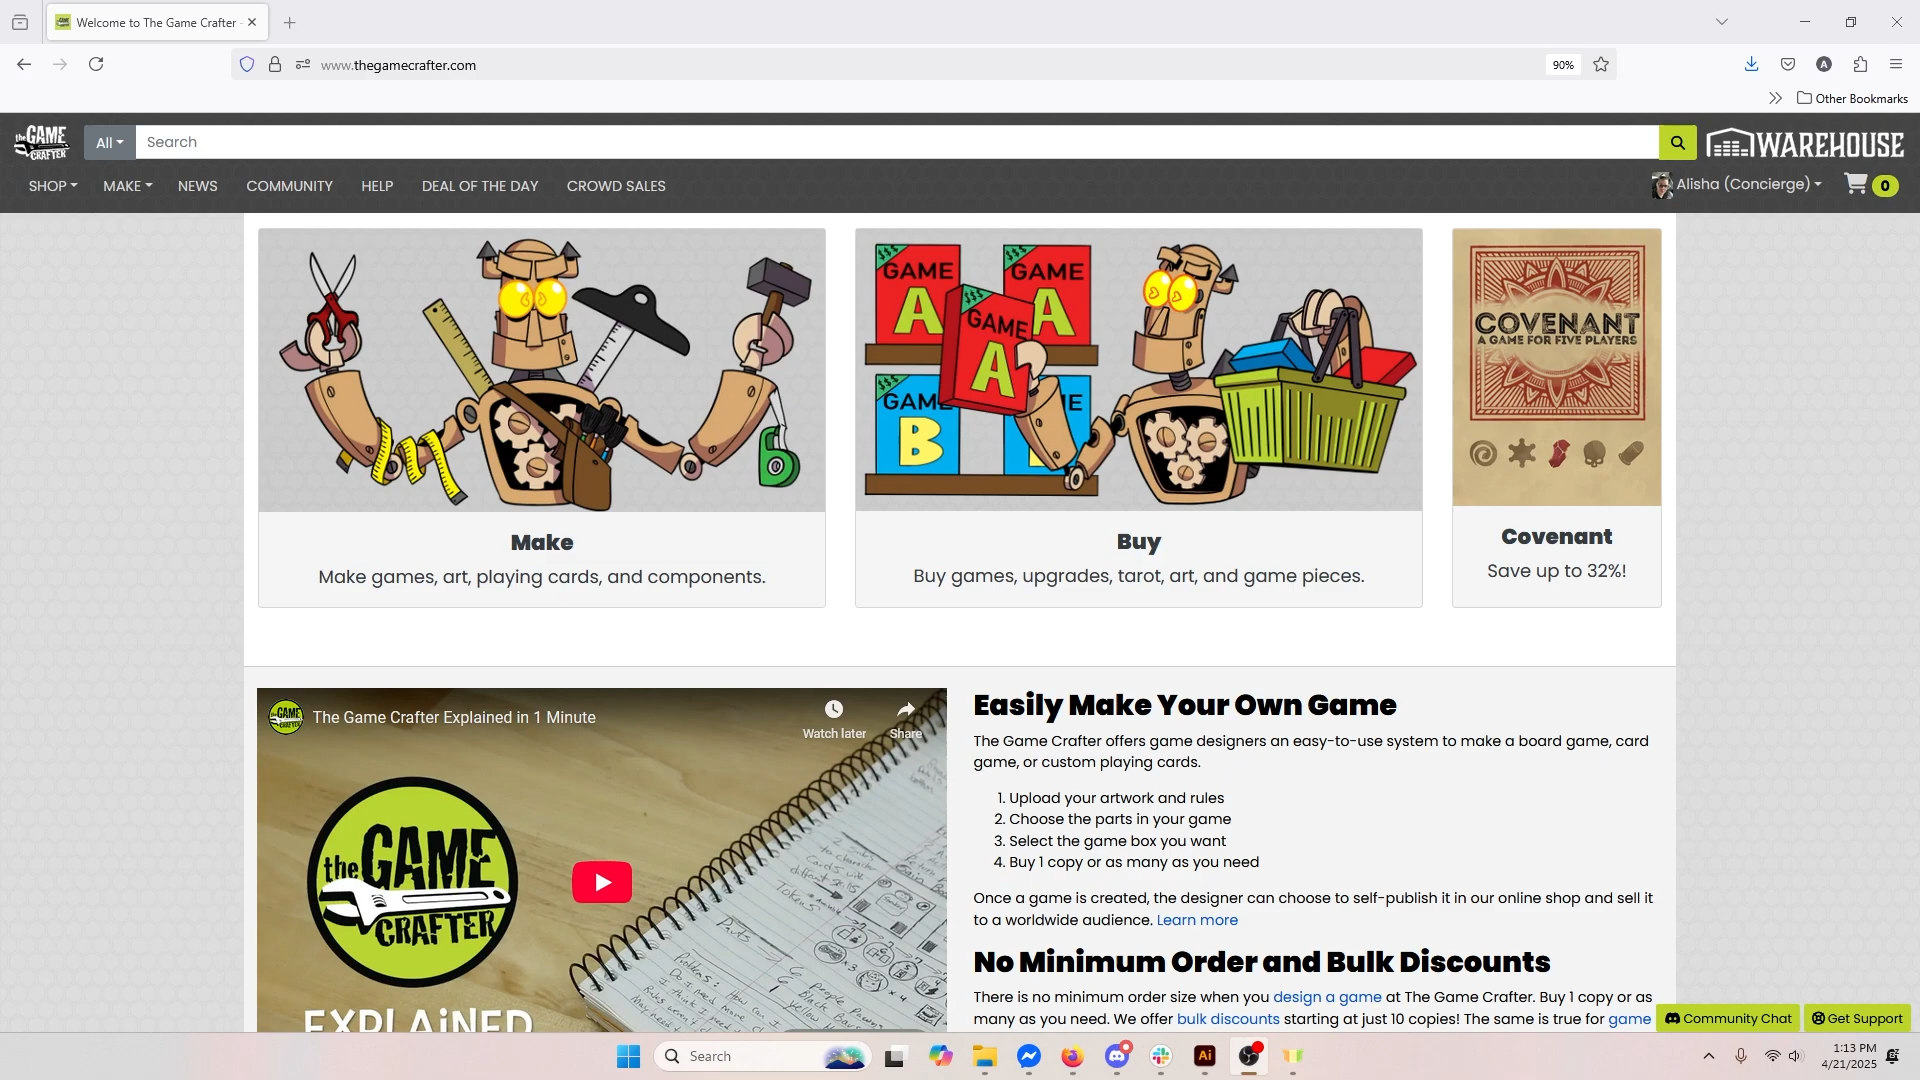 Welcome to The Game Crafter
www.thegamecrafter.com
90%
Other Bookmarks
the GAME CRAFTER
All
Search
WAREHOUSE
SHOP
MAKE
NEWS
COMMUNITY
HELP
DEAL OF THE DAY
CROWD SALES
Alisha (Concierge)
0
$$$
GAME
A
$$$
GAME
A
$$$
GAME
A
$$$
GAME
B
COVENANT
A GAME FOR FIVE PLAYERS
Make
Make games, art, playing cards, and components.
Buy
Buy games, upgrades, tarot, art, and game pieces.
Covenant
Save up to 32%!
The Game Crafter Explained in 1 Minute
Watch later
Share
the GAME
CRAFTER
EXPLAiNED
Parts
Tokens
Easily Make Your Own Game
The Game Crafter offers game designers an easy-to-use system to make a board game, card
game, or custom playing cards.
1. Upload your artwork and rules
2. Choose the parts in your game
3. Select the game box you want
4. Buy 1 copy or as many as you need
Once a game is created, the designer can choose to self-publish it in our online shop and sell it
to a worldwide audience. Learn more
No Minimum Order and Bulk Discounts
There is no minimum order size when you design a game at The Game Crafter. Buy 1 copy or as
many as you need. We offer bulk discounts starting at just 10 copies! The same is true for game
Community Chat
Get Support
Search
Ai
1:13 PM
4/21/2025